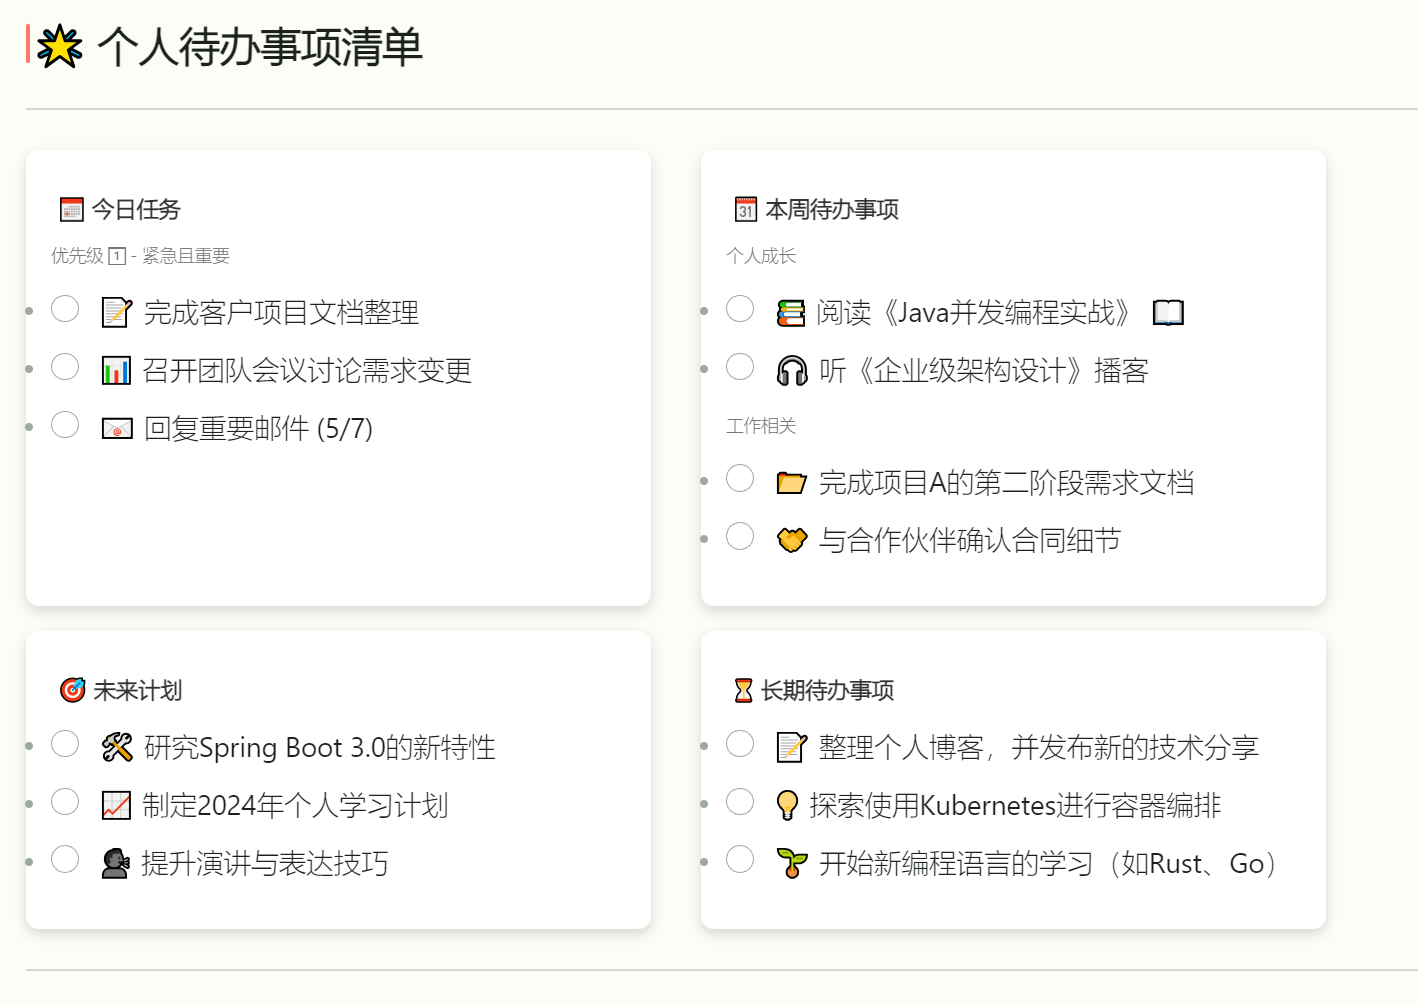 🌟 个人待办事项清单
📅 今日任务
优先级 1️⃣ - 紧急且重要
📝 完成客户项目文档整理
📊 召开团队会议讨论需求变更
📧 回复重要邮件 (5/7)
📆 本周待办事项
个人成长
📚 阅读《Java并发编程实战》 📖
🎧 听《企业级架构设计》播客
工作相关
📂 完成项目A的第二阶段需求文档
🤝 与合作伙伴确认合同细节
🎯 未来计划
🛠 研究Spring Boot 3.0的新特性
📈 制定2024年个人学习计划
🗣 提升演讲与表达技巧
⏳ 长期待办事项
📝 整理个人博客，并发布新的技术分享
💡 探索使用Kubernetes进行容器编排
🌱 开始新编程语言的学习（如Rust、Go）